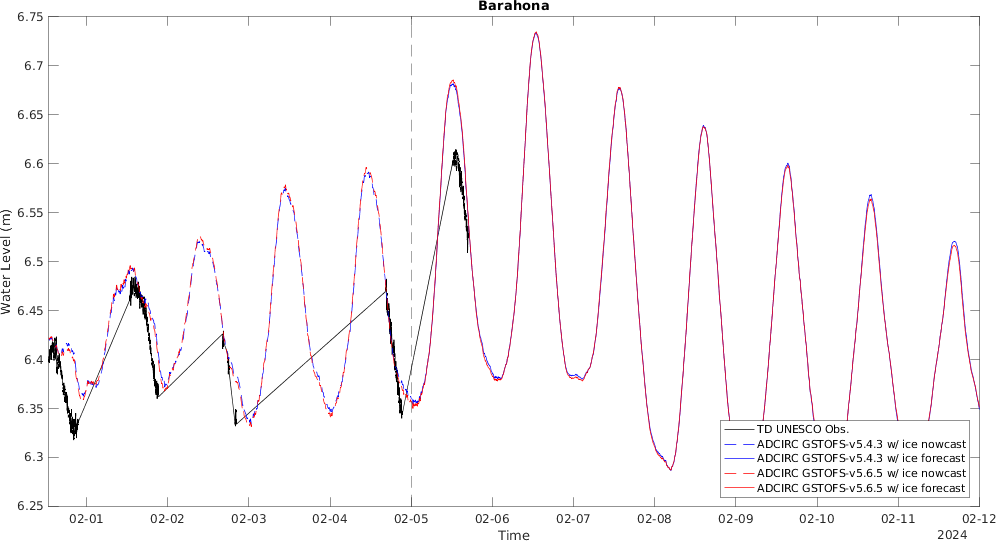 Barahona
6.75
6.7
6.65
6.6
6.55
6.5
6.45
6.4
6.35
6.3
6.25
Water Level (m)
TD UNESCO Obs.
ADCIRC GSTOFS-v5.4.3 w/ ice nowcast
ADCIRC GSTOFS-v5.4.3 w/ ice forecast
ADCIRC GSTOFS-v5.6.5 w/ ice nowcast
ADCIRC GSTOFS-v5.6.5 w/ ice forecast
02-01 02-02 02-03 02-04 02-05 02-06 02-07 02-08 02-09 02-10 02-11 02-12
Time
2024